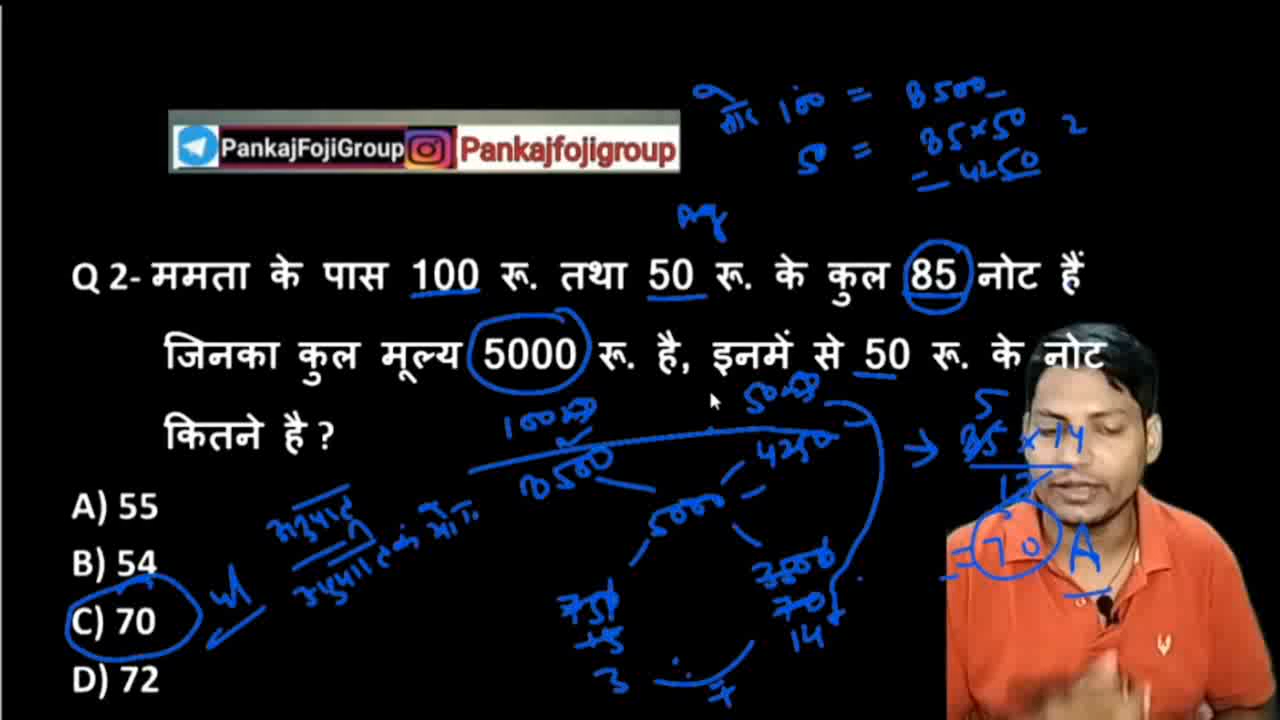 नोट 100 = 8500
50 = 85×50
= 4250
PankajFojiGroup Pankajfojigroup
Q 2- ममता के पास 100 रू. तथा 50 रू. के कुल 85 नोट हैं
जिनका कुल मूल्य 5000 रू. है, इनमें से 50 रू. के नोट
कितने है ?
A) 55
B) 54
C) 70
D) 72
8500 4250
5000
750
15
3
3500
70
14
→ 85 × 14
= 70 A